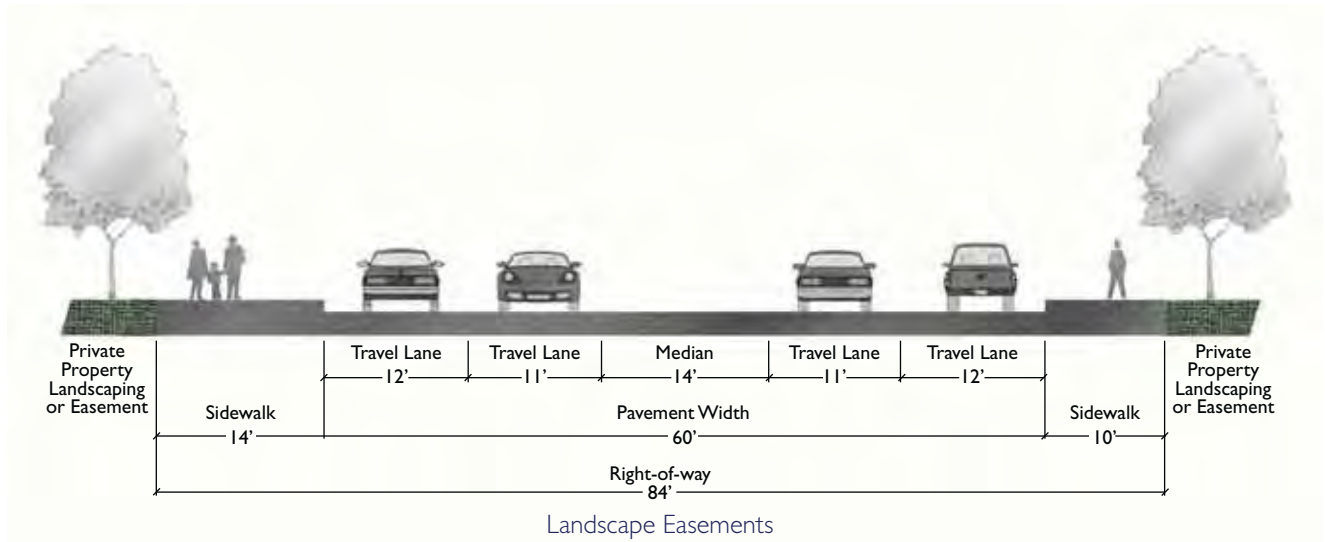 Private
Property
Landscaping
or Easement
Travel Lane
12’
Travel Lane
11’
Median
14’
Travel Lane
11’
Travel Lane
12’
Private
Property
Landscaping
or Easement
Sidewalk
14’
Pavement Width
60’
Sidewalk
10’
Right-of-way
84’
Landscape Easements